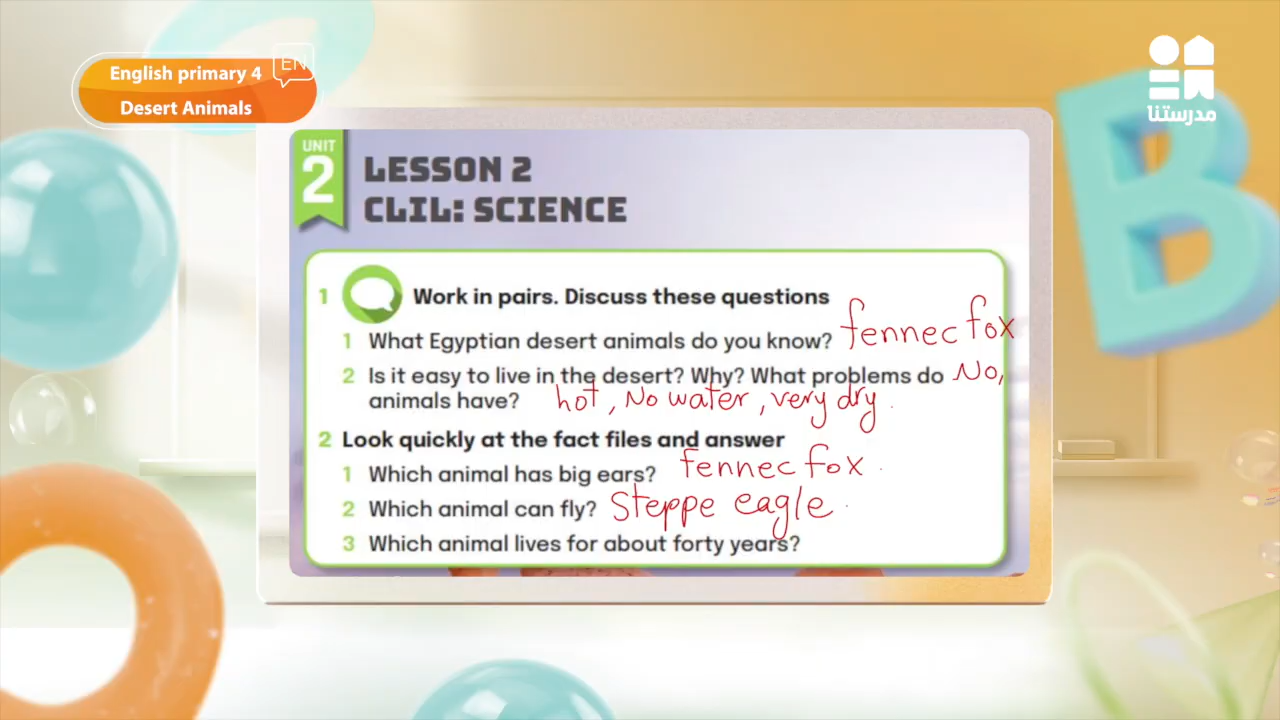 English primary 4 EN
Desert Animals
مدرستنا
UNIT
2
LESSON 2
CLIL: SCIENCE
1 Work in pairs. Discuss these questions
1 What Egyptian desert animals do you know? fennec fox
2 Is it easy to live in the desert? Why? What problems do No,
animals have? hot, No water, very dry.
2 Look quickly at the fact files and answer
1 Which animal has big ears? fennec fox.
2 Which animal can fly? Steppe eagle.
3 Which animal lives for about forty years?
B